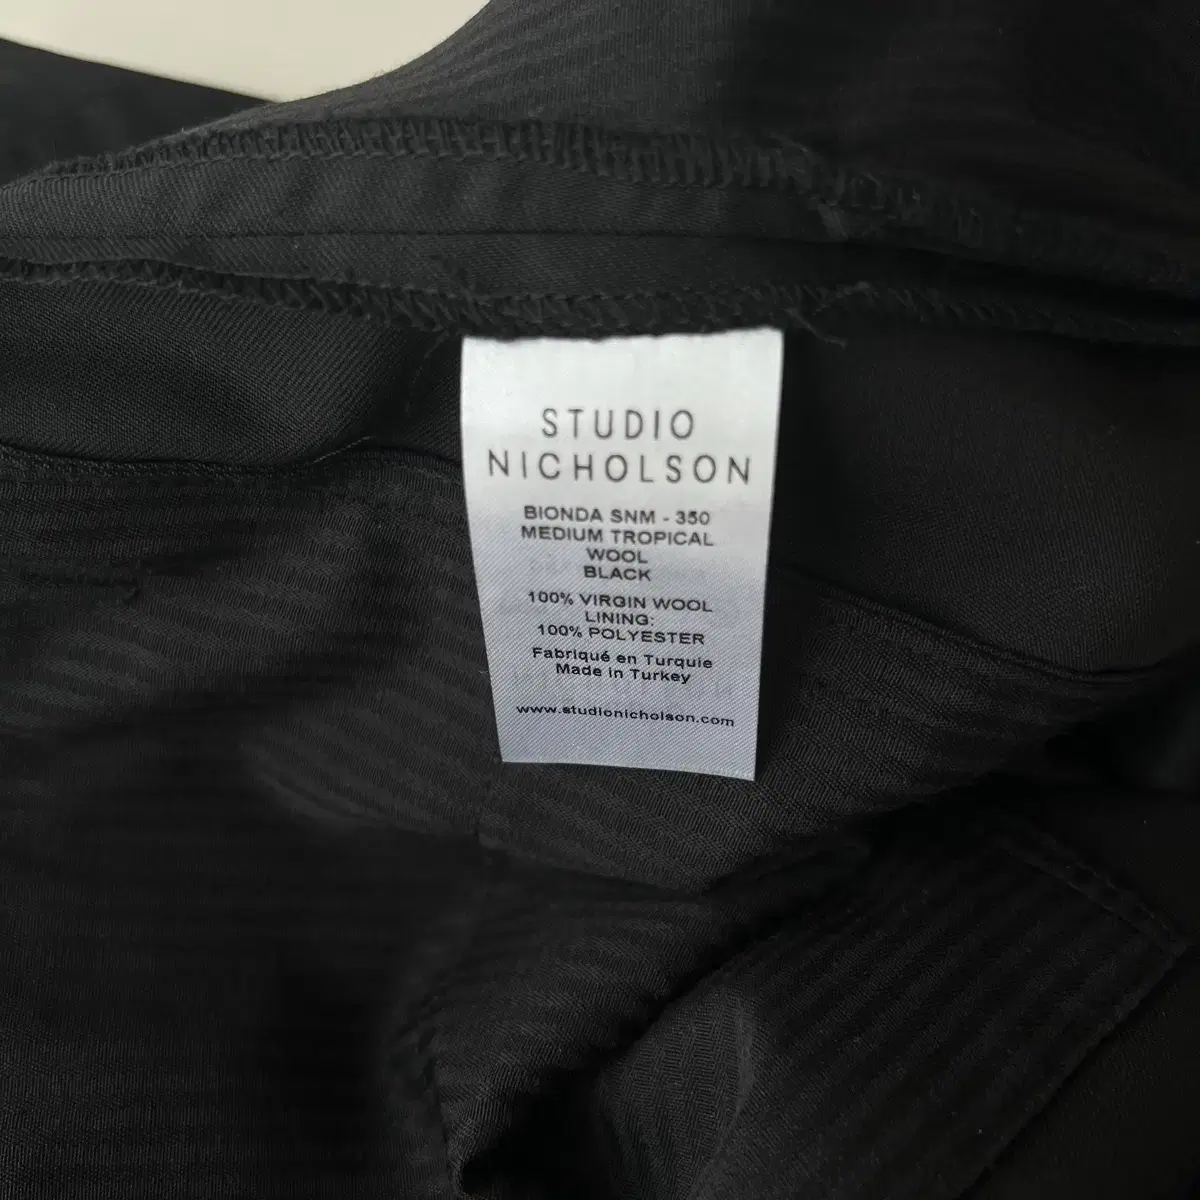 STUDIO
NICHOLSON
BIONDA SNM - 350
MEDIUM TROPICAL
WOOL
BLACK
100% VIRGIN WOOL
LINING:
100% POLYESTER
Fabriqué en Turquie
Made in Turkey
www.studionicholson.com